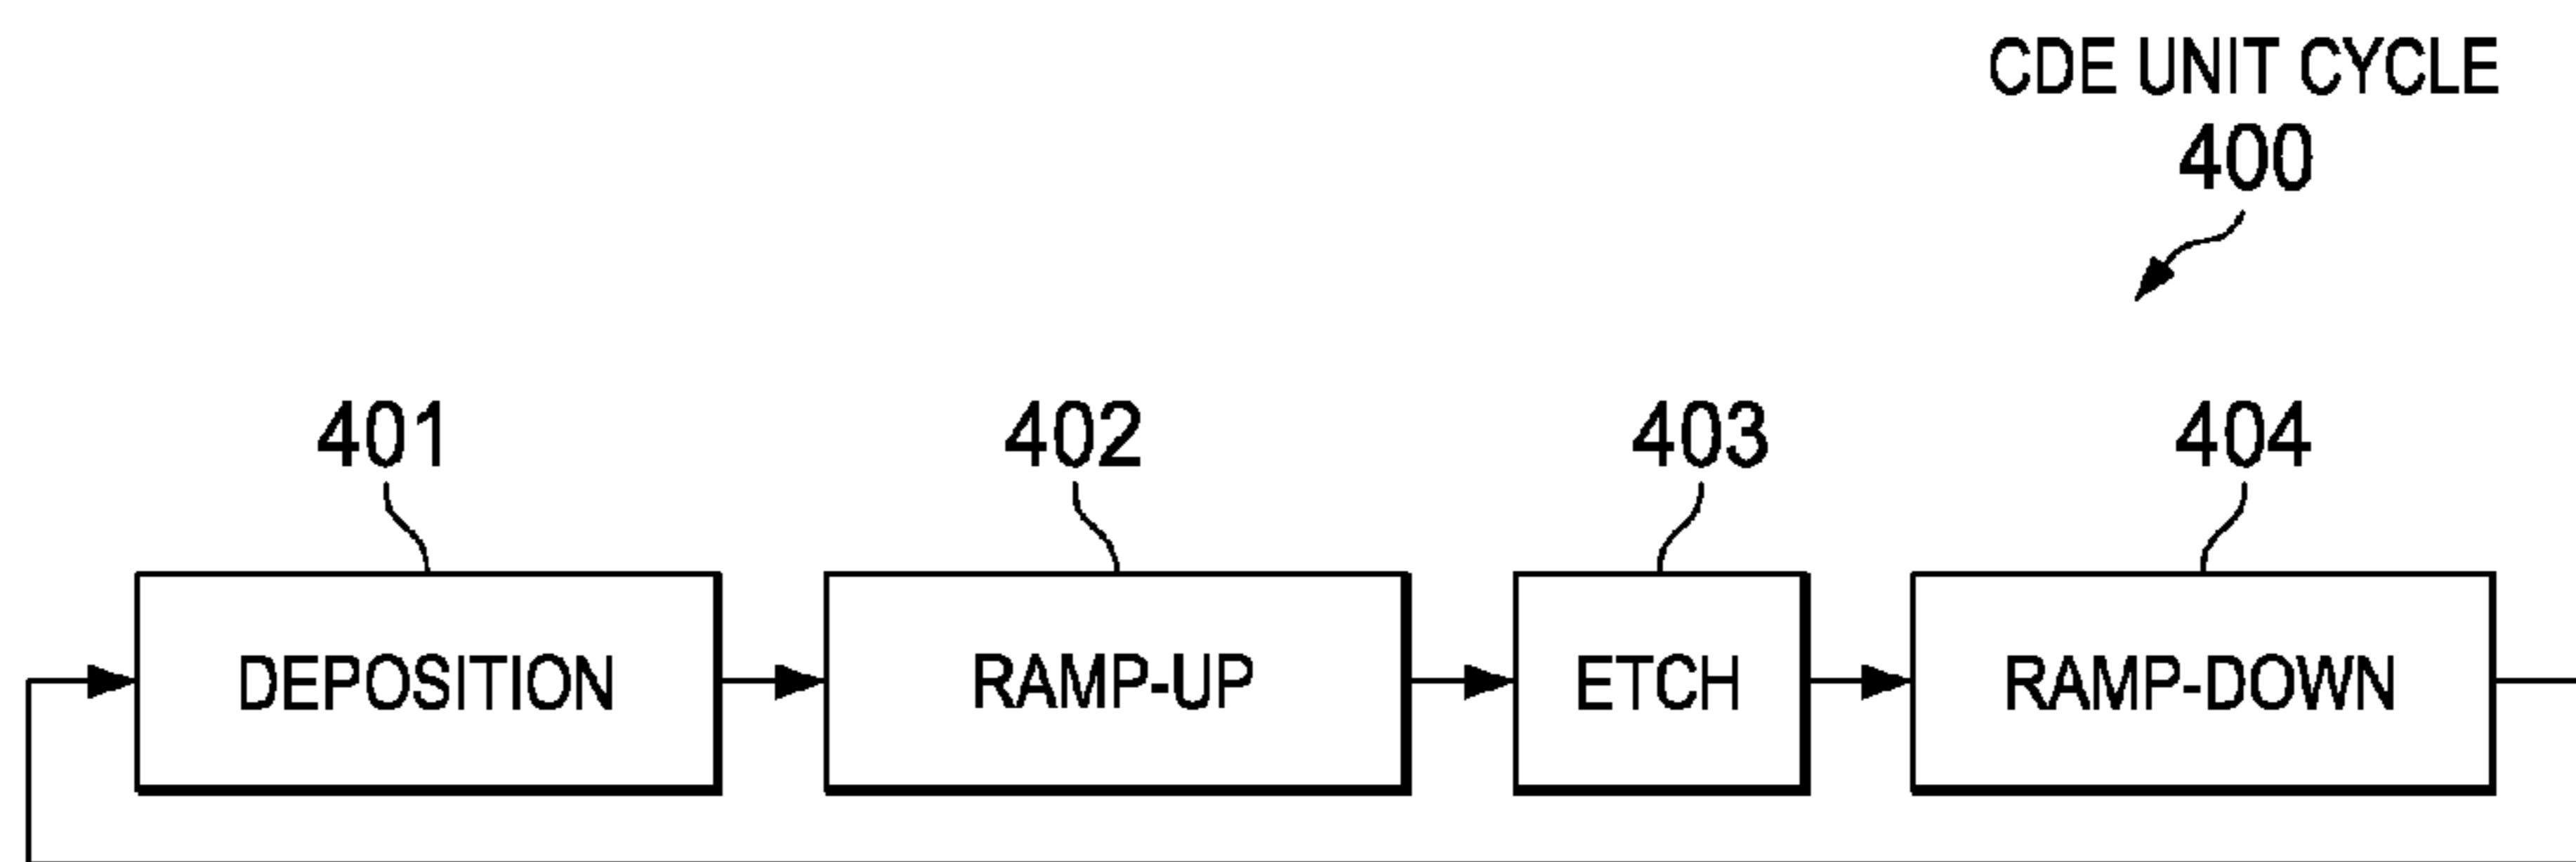 CDE UNIT CYCLE
400
401
402
403
404
DEPOSITION
RAMP-UP
ETCH
RAMP-DOWN